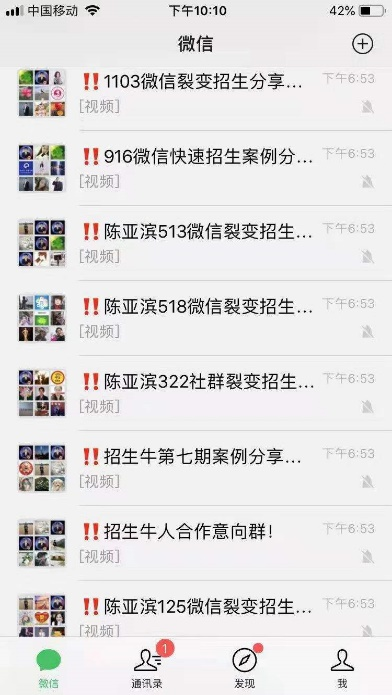 中国移动 下午10:10 42%
微信
‼️1103微信裂变招生分享... 下午6:53
[视频]
‼️916微信快速招生案例分... 下午6:53
[视频]
‼️陈亚滨513微信裂变招生... 下午6:53
[视频]
‼️陈亚滨518微信裂变招生... 下午6:53
[视频]
‼️陈亚滨322社群裂变招生... 下午6:53
[视频]
‼️招生牛第七期案例分享... 下午6:53
[视频]
‼️招生牛人合作意向群! 下午6:53
[视频]
‼️陈亚滨125微信裂变招生... 下午6:53
[视频]
1
微信 通讯录 发现 我